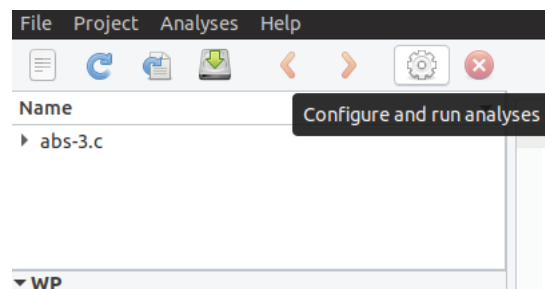 File Project Analyses Help
Name
Configure and run analyses
abs-3.c
WP